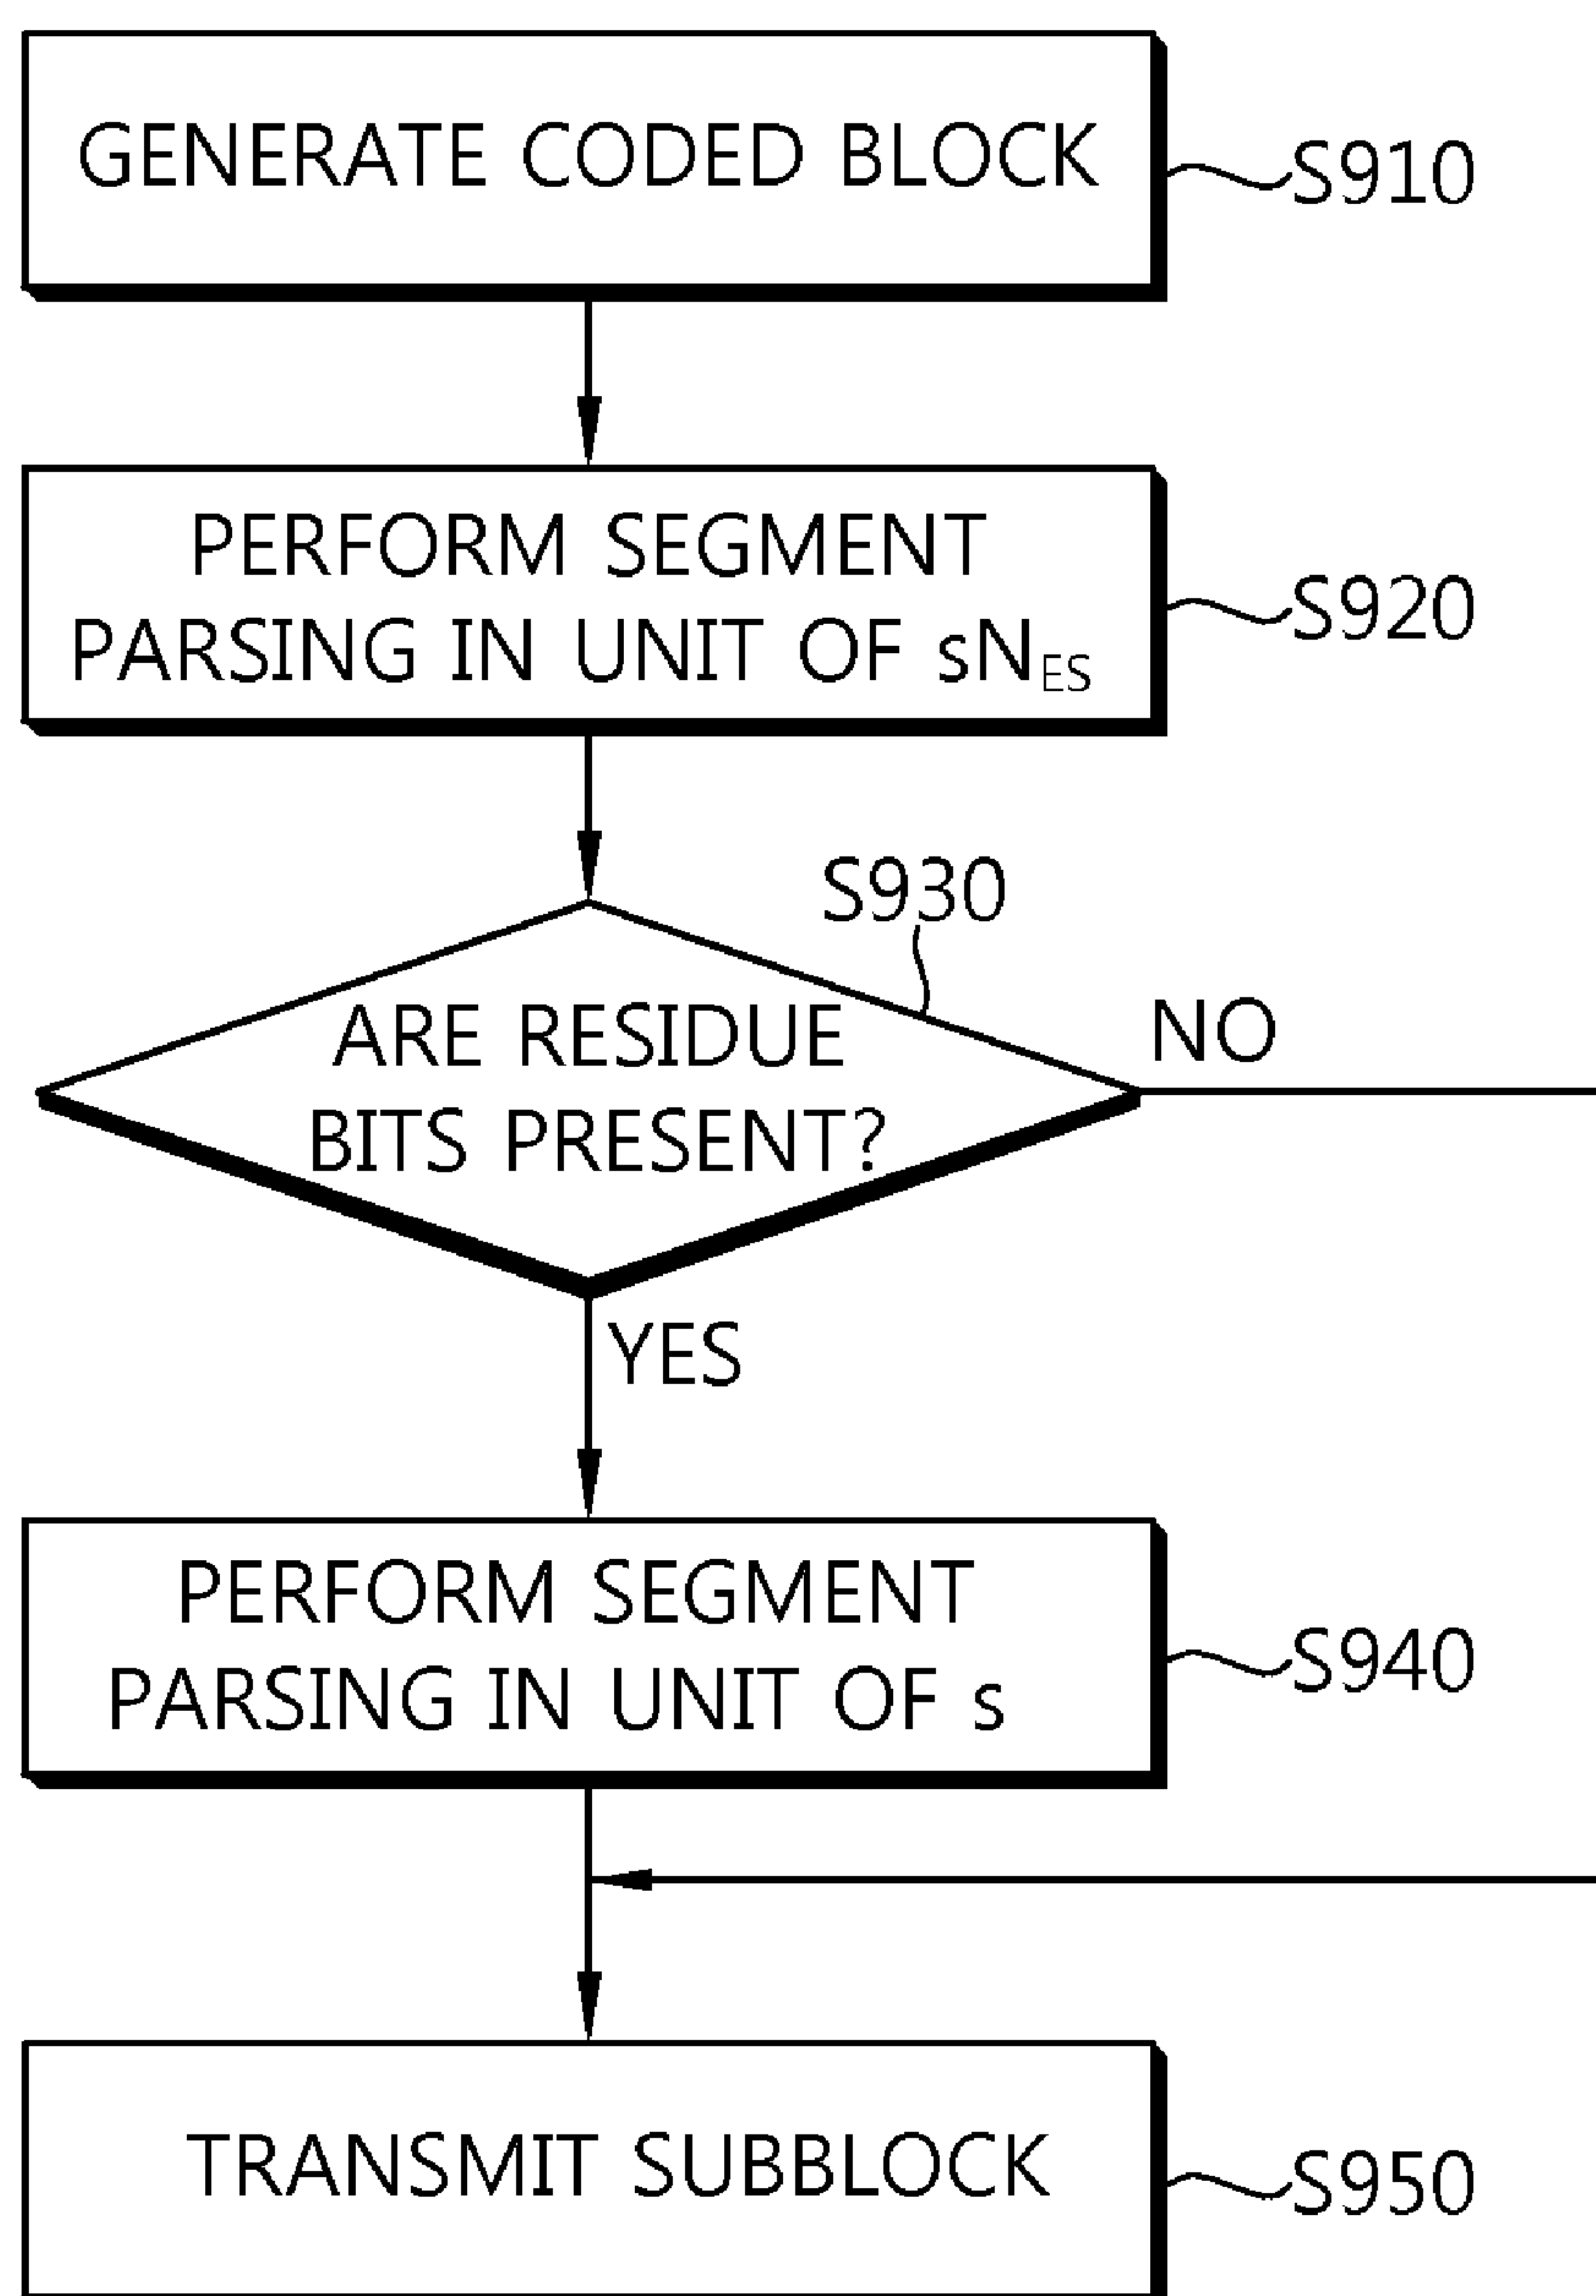 GENERATE CODED BLOCK
S910
PERFORM SEGMENT
PARSING IN UNIT OF sN_ES
S920
S930
ARE RESIDUE
BITS PRESENT?
NO
YES
PERFORM SEGMENT
PARSING IN UNIT OF s
S940
TRANSMIT SUBBLOCK
S950